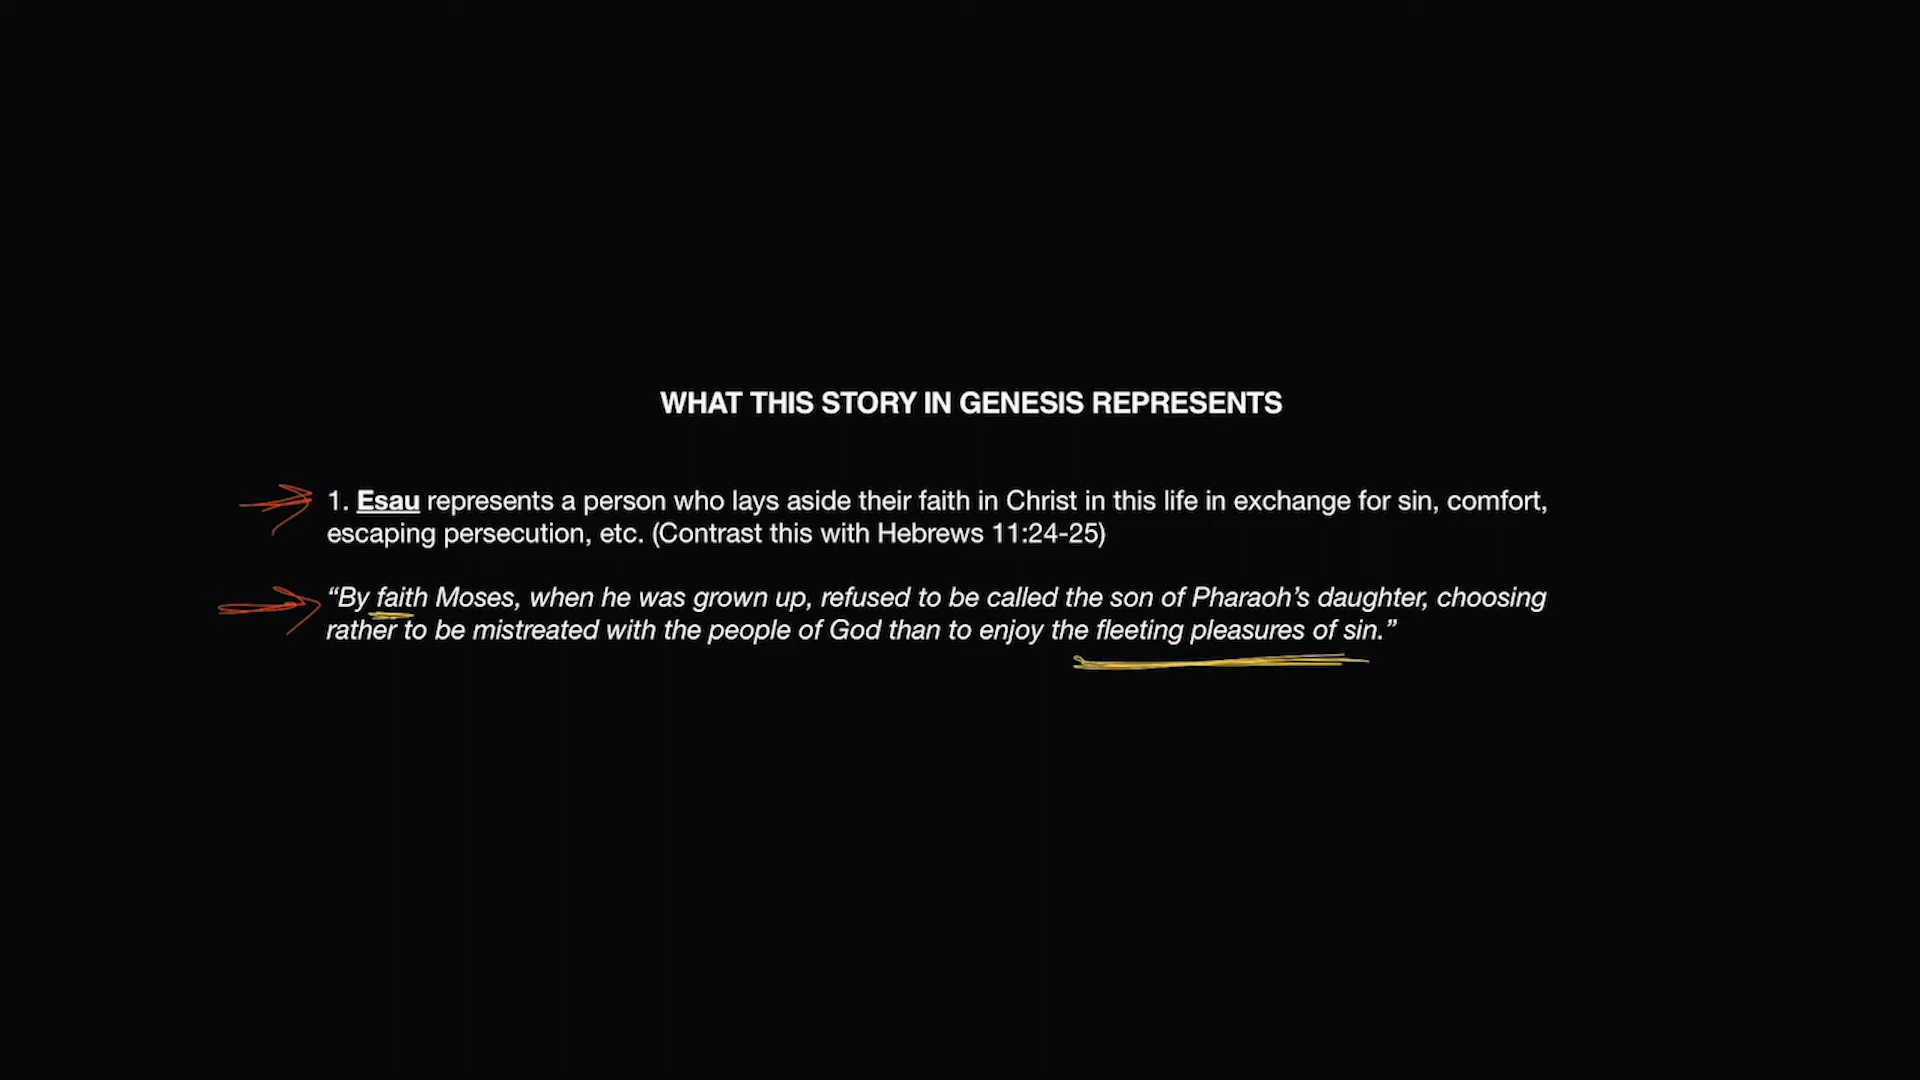 WHAT THIS STORY IN GENESIS REPRESENTS
1. Esau represents a person who lays aside their faith in Christ in this life in exchange for sin, comfort,
escaping persecution, etc. (Contrast this with Hebrews 11:24-25)
“By faith Moses, when he was grown up, refused to be called the son of Pharaoh’s daughter, choosing
rather to be mistreated with the people of God than to enjoy the fleeting pleasures of sin.”